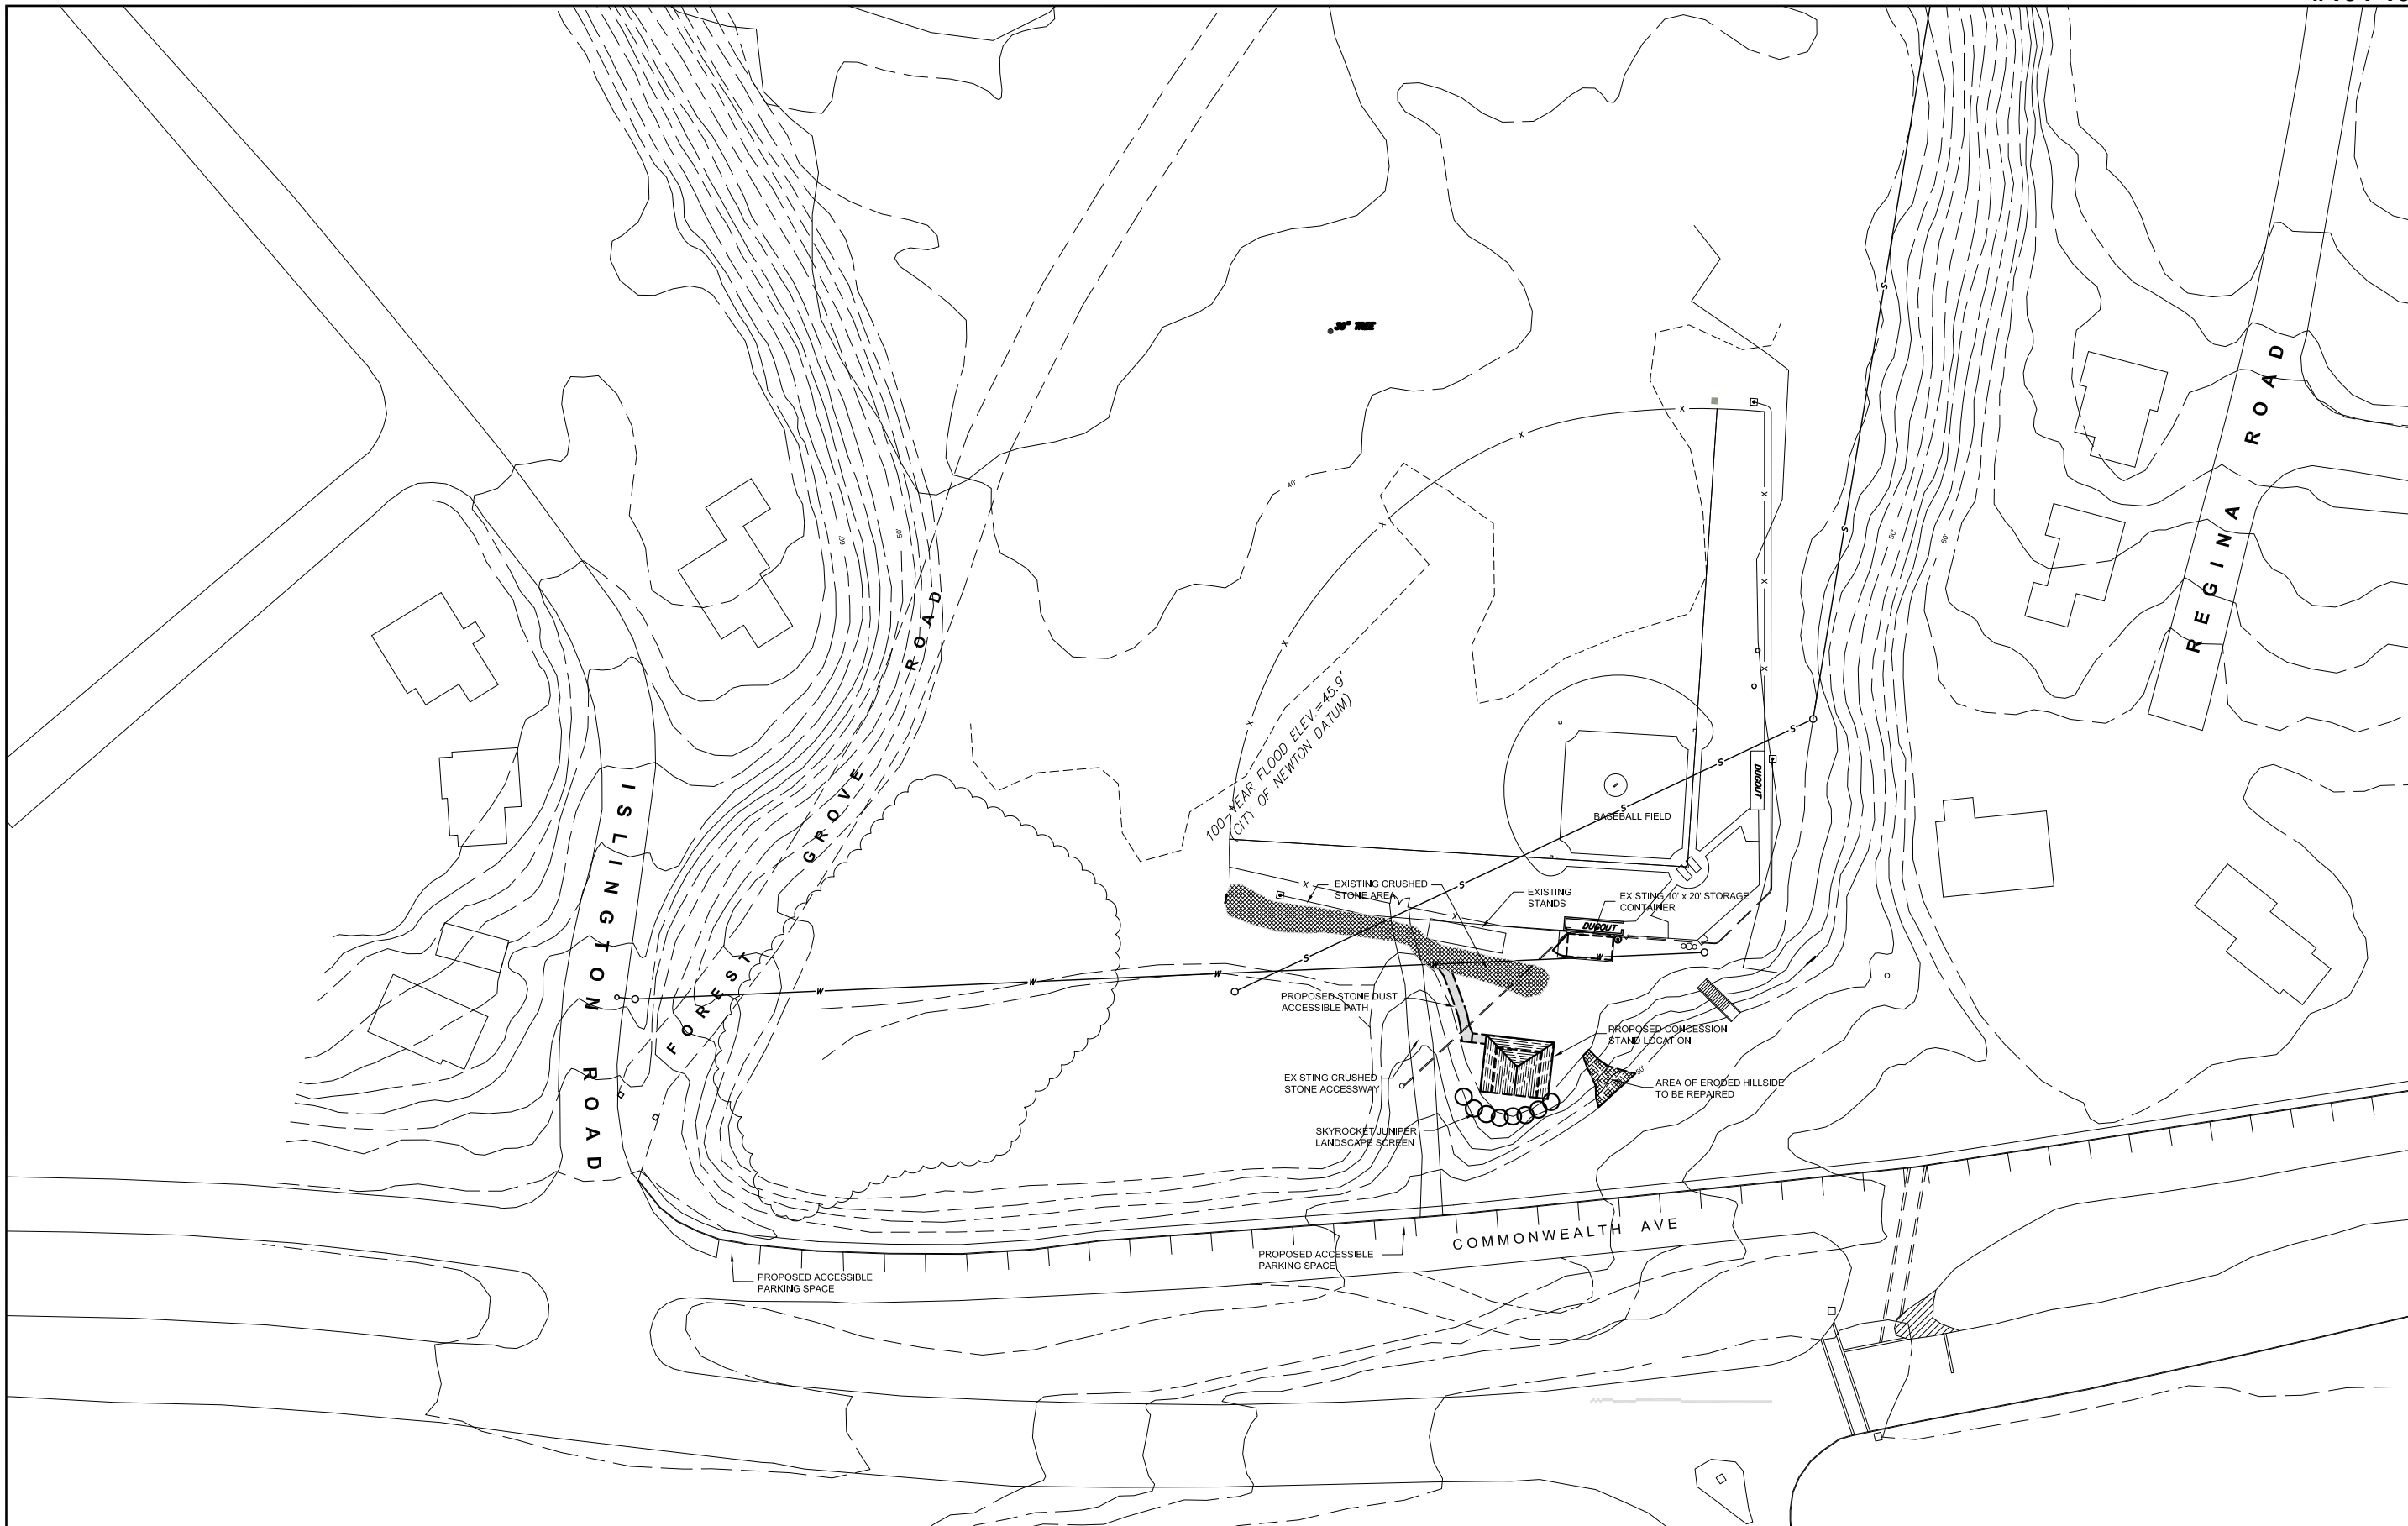 30" TREE
40'
50'
60'
50'
60'
REGINA ROAD
FOREST GROVE ROAD
ISLINGTON ROAD
100-YEAR FLOOD ELEV.=45.9'
(CITY OF NEWTON DATUM)
DUGOUT
BASEBALL FIELD
EXISTING CRUSHED
STONE AREA
EXISTING
STANDS
EXISTING 10' x 20' STORAGE
CONTAINER
DUGOUT
PROPOSED STONE DUST
ACCESSIBLE PATH
PROPOSED CONCESSION
STAND LOCATION
EXISTING CRUSHED
STONE ACCESSWAY
50'
AREA OF ERODED HILLSIDE
TO BE REPAIRED
SKYROCKET JUNIPER
LANDSCAPE SCREEN
COMMONWEALTH AVE
PROPOSED ACCESSIBLE
PARKING SPACE
PROPOSED ACCESSIBLE
PARKING SPACE
X
X
X
X
X
X
X
X
X
X
X
S
S
S
S
S
S
S
W
W
W
W
W